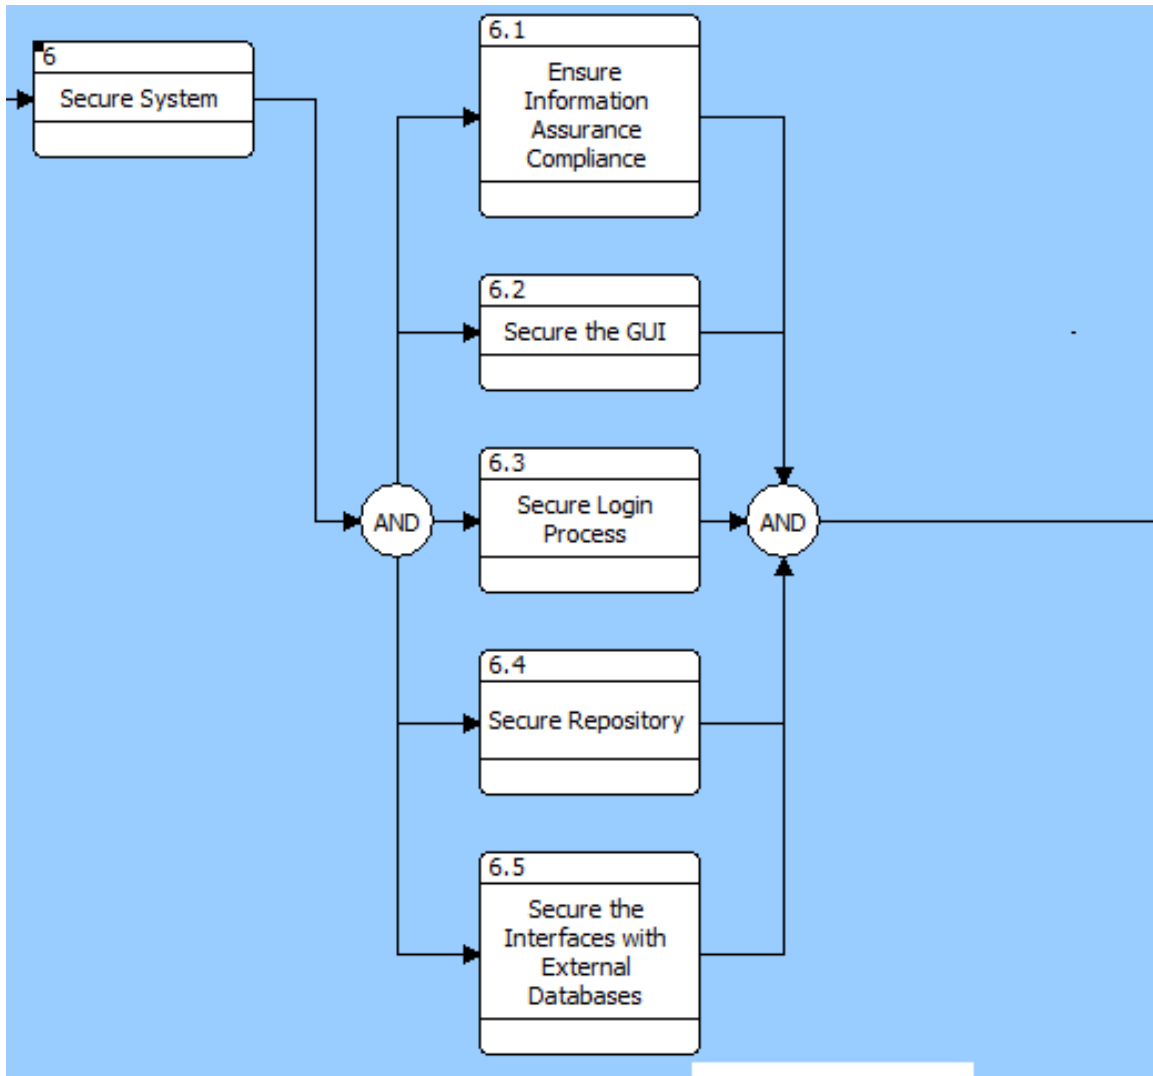 6
Secure System
6.1
Ensure
Information
Assurance
Compliance
6.2
Secure the GUI
AND
6.3
Secure Login
Process
AND
6.4
Secure Repository
6.5
Secure the
Interfaces with
External
Databases